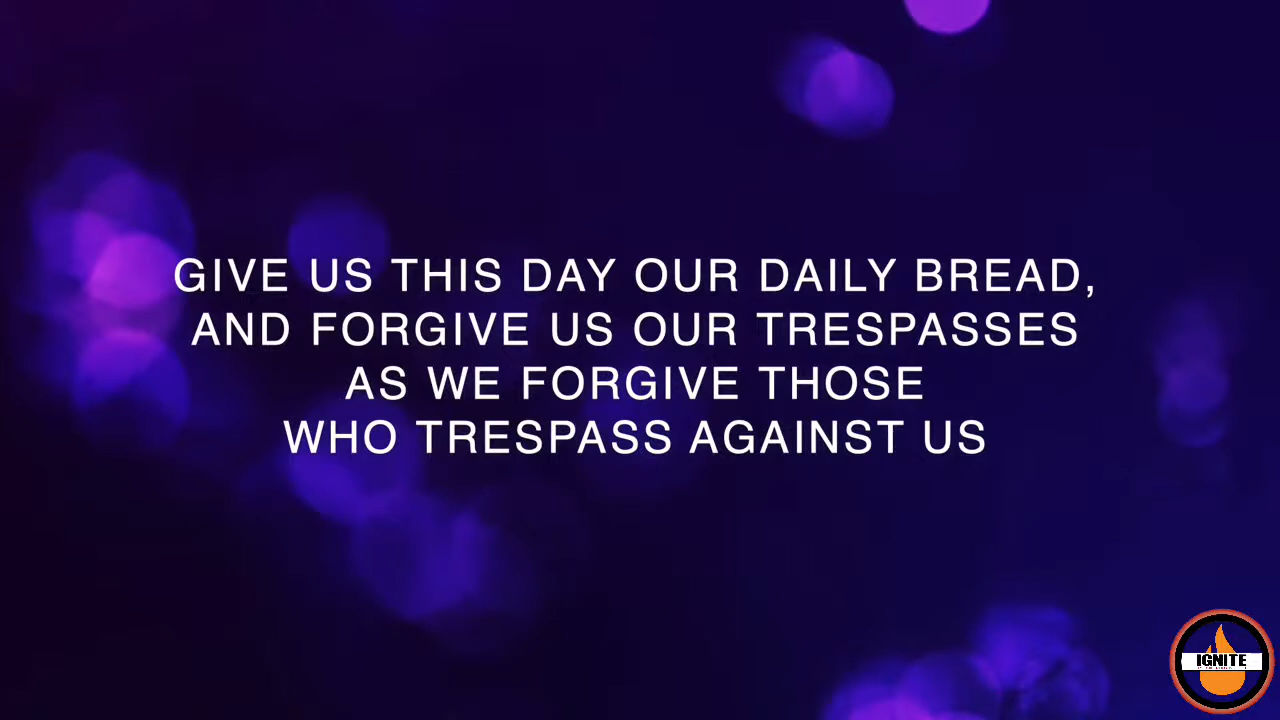 GIVE US THIS DAY OUR DAILY BREAD,
AND FORGIVE US OUR TRESPASSES
AS WE FORGIVE THOSE
WHO TRESPASS AGAINST US
IGNITE